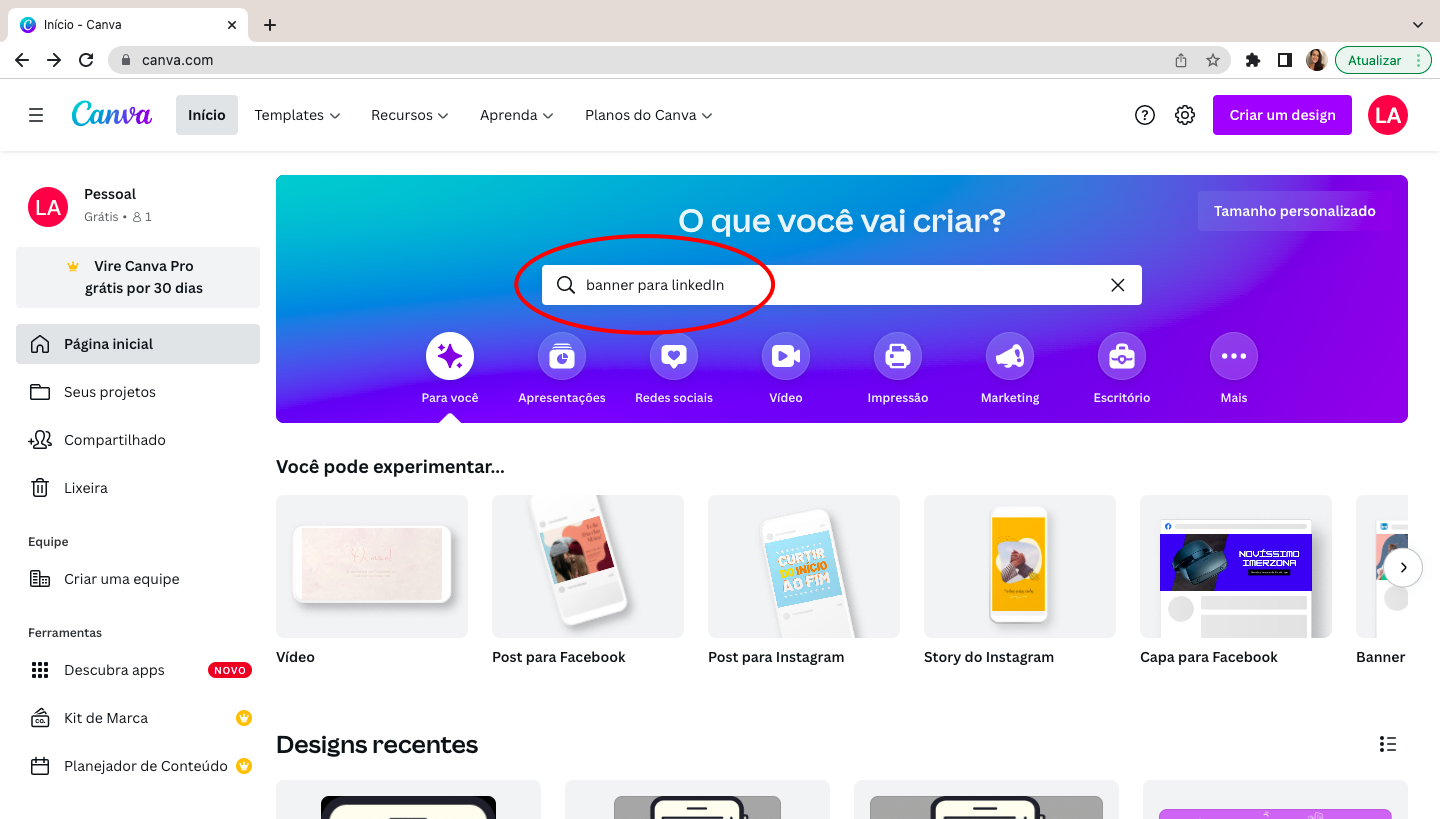 Início - Canva
canva.com
Atualizar
Canva
Início
Templates
Recursos
Aprenda
Planos do Canva
Criar um design
LA
LA
Pessoal
Grátis • 1
Vire Canva Pro
grátis por 30 dias
Página inicial
Seus projetos
Compartilhado
Lixeira
Equipe
Criar uma equipe
Ferramentas
Descubra apps
NOVO
Kit de Marca
Planejador de Conteúdo
O que você vai criar?
Tamanho personalizado
banner para linkedIn
Para você
Apresentações
Redes sociais
Vídeo
Impressão
Marketing
Escritório
Mais
Você pode experimentar...
CURTIR
DO INÍCIO
AO FIM
NOVÍSSIMO
IMERZONA
Vídeo
Post para Facebook
Post para Instagram
Story do Instagram
Capa para Facebook
Banner
Designs recentes